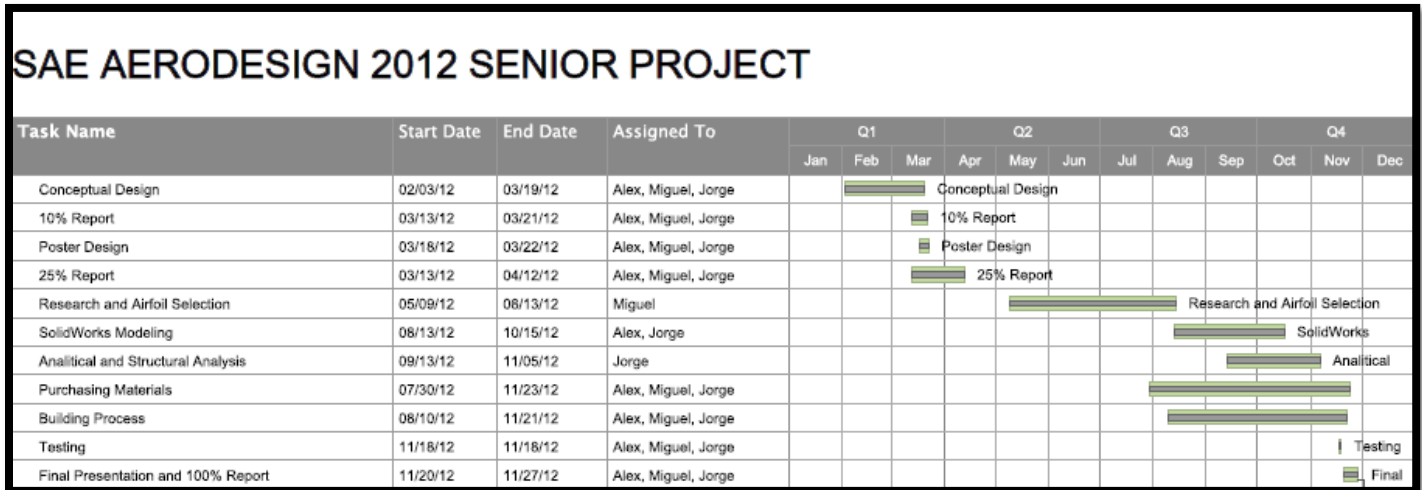 SAE AERODESIGN 2012 SENIOR PROJECT
Task Name Start Date End Date Assigned To Q1 Q2 Q3 Q4
Jan Feb Mar Apr May Jun Jul Aug Sep Oct Nov Dec
Conceptual Design 02/03/12 03/19/12 Alex, Miguel, Jorge Conceptual Design
10% Report 03/13/12 03/21/12 Alex, Miguel, Jorge 10% Report
Poster Design 03/18/12 03/22/12 Alex, Miguel, Jorge Poster Design
25% Report 03/13/12 04/12/12 Alex, Miguel, Jorge 25% Report
Research and Airfoil Selection 05/09/12 08/13/12 Miguel Research and Airfoil Selection
SolidWorks Modeling 08/13/12 10/15/12 Alex, Jorge SolidWorks
Analitical and Structural Analysis 09/13/12 11/05/12 Jorge Analitical
Purchasing Materials 07/30/12 11/23/12 Alex, Miguel, Jorge
Building Process 08/10/12 11/21/12 Alex, Miguel, Jorge
Testing 11/18/12 11/18/12 Alex, Miguel, Jorge Testing
Final Presentation and 100% Report 11/20/12 11/27/12 Alex, Miguel, Jorge Final